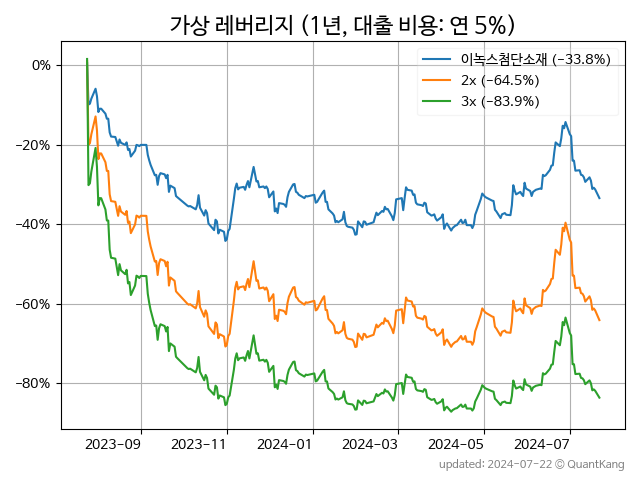 가상 레버리지 (1년, 대출 비용: 연 5%)
이녹스첨단소재 (−33.8%)
2x (−64.5%)
3x (−83.9%)
0%
−20%
−40%
−60%
−80%
2023-09 2023-11 2024-01 2024-03 2024-05 2024-07
updated: 2024-07-22 © QuantKang